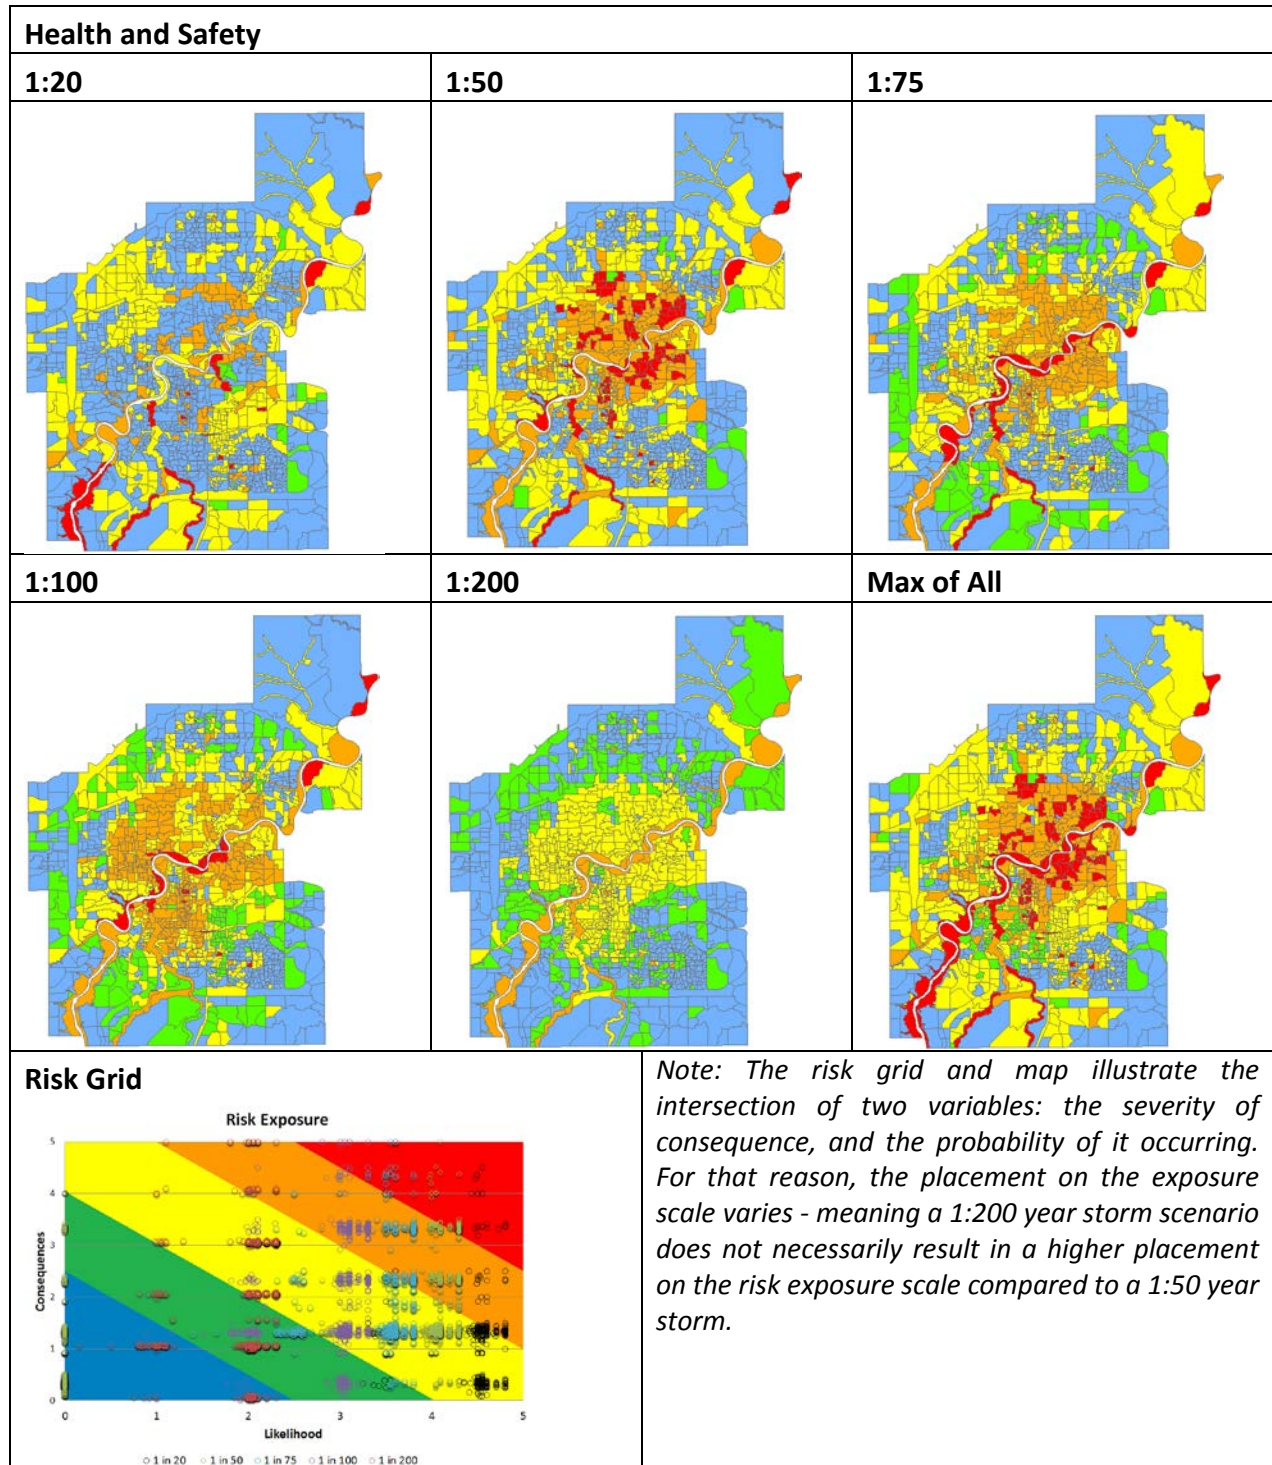 Health and Safety
1:20
1:50
1:75
1:100
1:200
Max of All
Risk Grid
Risk Exposure
5
4
3
2
1
0
Consequences
0 1 2 3 4 5
Likelihood
1 in 20 1 in 50 1 in 75 1 in 100 1 in 200
Note: The risk grid and map illustrate the
intersection of two variables: the severity of
consequence, and the probability of it occurring.
For that reason, the placement on the exposure
scale varies - meaning a 1:200 year storm scenario
does not necessarily result in a higher placement
on the risk exposure scale compared to a 1:50 year
storm.